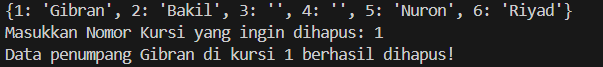 {1: 'Gibran', 2: 'Bakil', 3: '', 4: '', 5: 'Nuron', 6: 'Riyad'}
Masukkan Nomor Kursi yang ingin dihapus: 1
Data penumpang Gibran di kursi 1 berhasil dihapus!